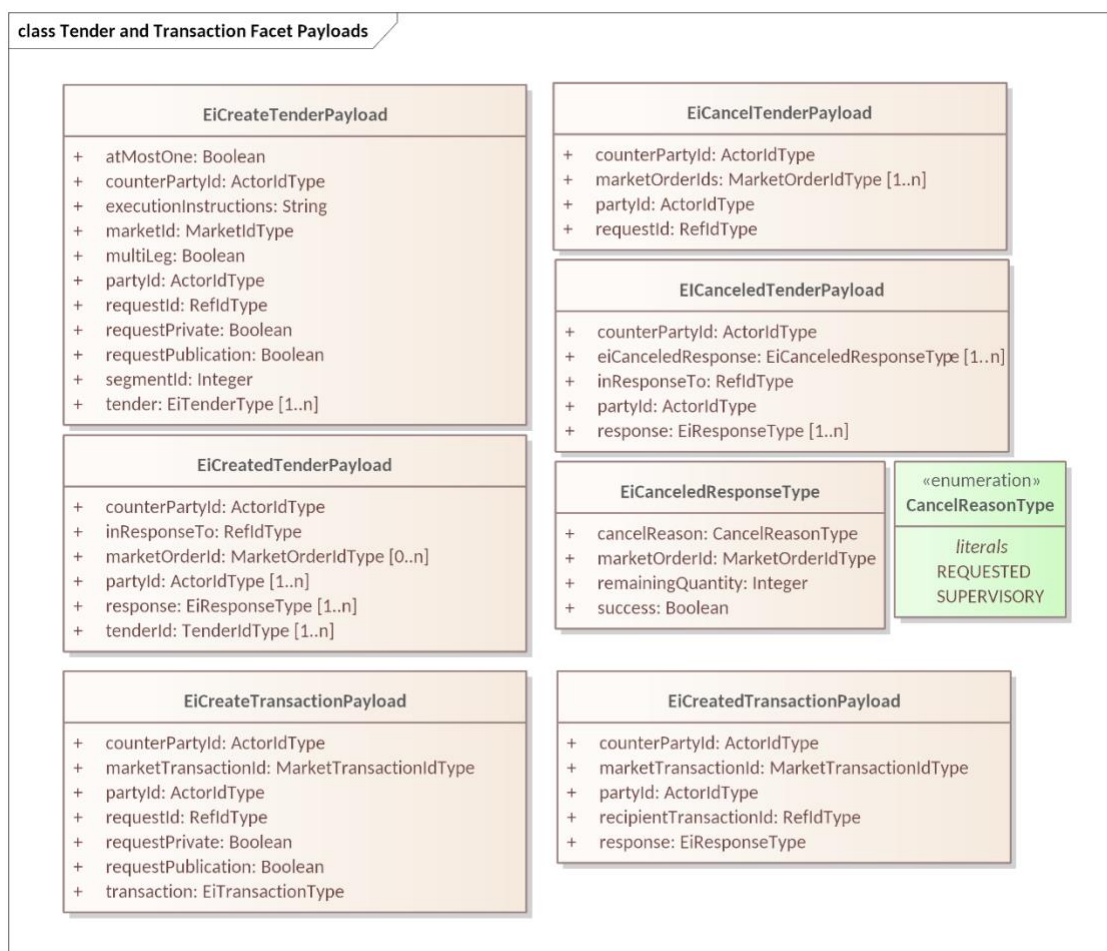 class Tender and Transaction Facet Payloads
EiCreateTenderPayload
+ atMostOne: Boolean
+ counterPartyId: ActorIdType
+ executionInstructions: String
+ marketId: MarketIdType
+ multiLeg: Boolean
+ partyId: ActorIdType
+ requestId: RefIdType
+ requestPrivate: Boolean
+ requestPublication: Boolean
+ segmentId: Integer
+ tender: EiTenderType [1..n]
EiCancelTenderPayload
+ counterPartyId: ActorIdType
+ marketOrderIds: MarketOrderIdType [1..n]
+ partyId: ActorIdType
+ requestId: RefIdType
EICanceledTenderPayload
+ counterPartyId: ActorIdType
+ eiCanceledResponse: EiCanceledResponseType [1..n]
+ inResponseTo: RefIdType
+ partyId: ActorIdType
+ response: EiResponseType [1..n]
EiCreatedTenderPayload
+ counterPartyId: ActorIdType
+ inResponseTo: RefIdType
+ marketOrderId: MarketOrderIdType [0..n]
+ partyId: ActorIdType [1..n]
+ response: EiResponseType [1..n]
+ tenderId: TenderIdType [1..n]
EiCanceledResponseType
+ cancelReason: CancelReasonType
+ marketOrderId: MarketOrderIdType
+ remainingQuantity: Integer
+ success: Boolean
«enumeration»
CancelReasonType
literals
REQUESTED
SUPERVISORY
EiCreateTransactionPayload
+ counterPartyId: ActorIdType
+ marketTransactionId: MarketTransactionIdType
+ partyId: ActorIdType
+ requestId: RefIdType
+ requestPrivate: Boolean
+ requestPublication: Boolean
+ transaction: EiTransactionType
EiCreatedTransactionPayload
+ counterPartyId: ActorIdType
+ marketTransactionId: MarketTransactionIdType
+ partyId: ActorIdType
+ recipientTransactionId: RefIdType
+ response: EiResponseType